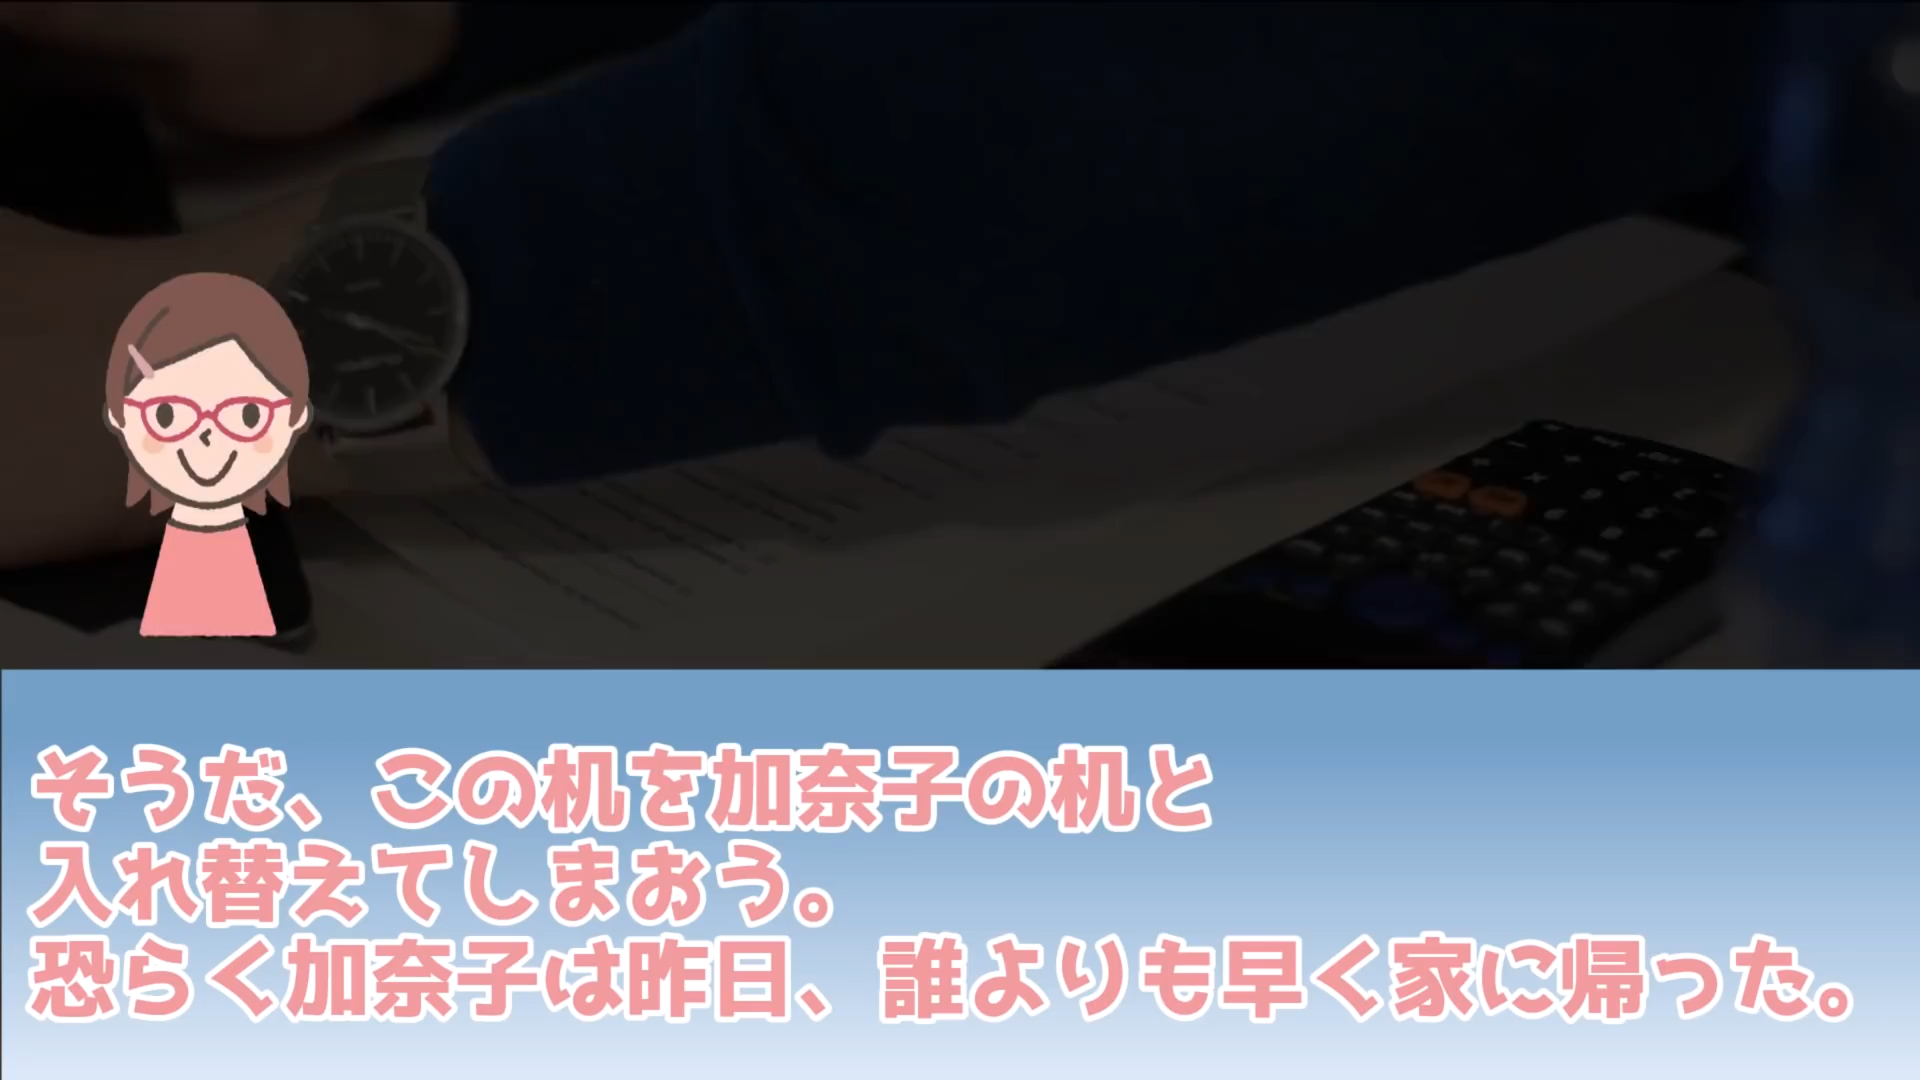 そうだ、この机を加奈子の机と
入れ替えてしまおう。
恐らく加奈子は昨日、誰よりも早く家に帰った。